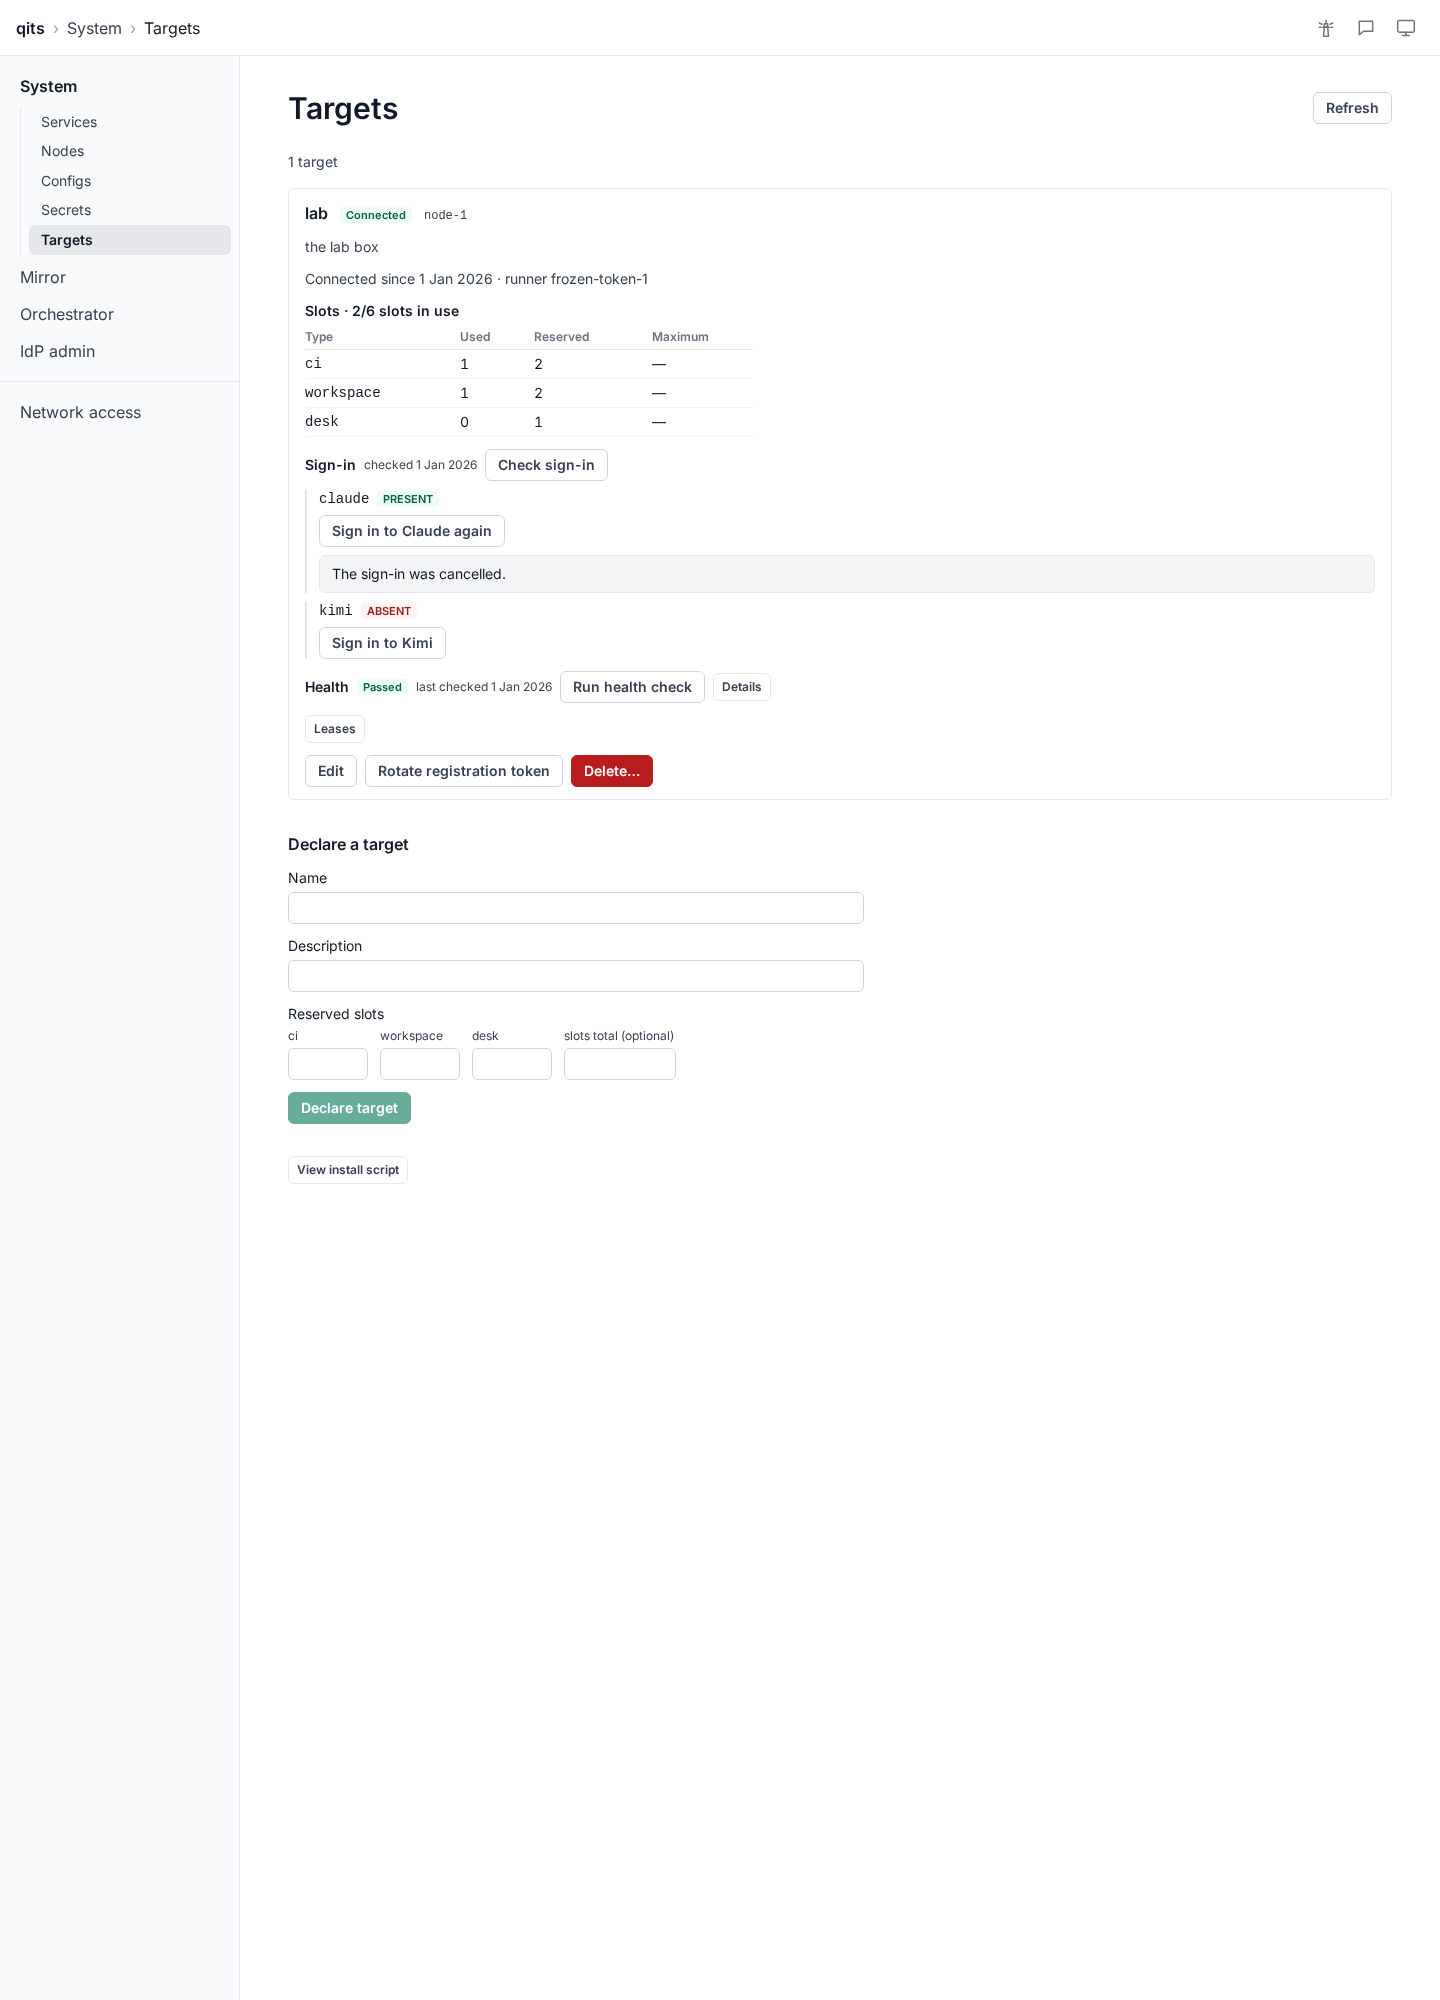 qits › System › Targets
System
Services
Nodes
Configs
Secrets
Targets
Mirror
Orchestrator
IdP admin
Network access
Targets
Refresh
1 target
lab Connected node-1
the lab box
Connected since 1 Jan 2026 · runner frozen-token-1
Slots · 2/6 slots in use
Type Used Reserved Maximum
ci 1 2 —
workspace 1 2 —
desk 0 1 —
Sign-in checked 1 Jan 2026 Check sign-in
claude PRESENT
Sign in to Claude again
The sign-in was cancelled.
kimi ABSENT
Sign in to Kimi
Health Passed last checked 1 Jan 2026 Run health check Details
Leases
Edit Rotate registration token Delete…
Declare a target
Name
Description
Reserved slots
ci workspace desk slots total (optional)
Declare target
View install script